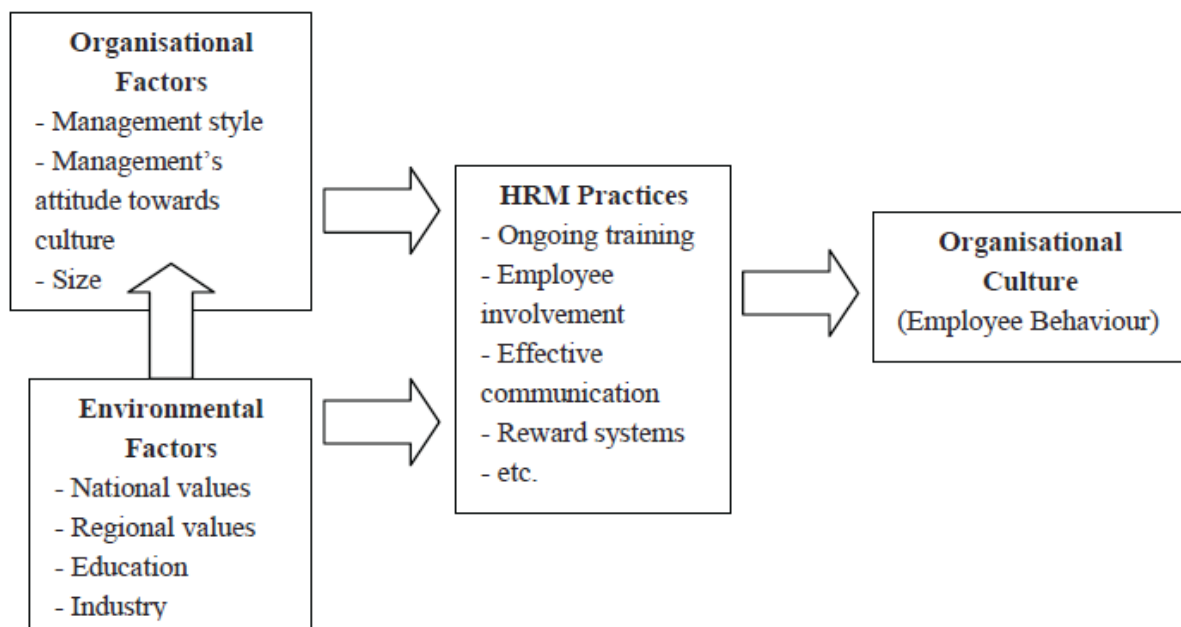 Organisational
Factors
- Management style
- Management's
attitude towards
culture
- Size
Environmental
Factors
- National values
- Regional values
- Education
- Industry
HRM Practices
- Ongoing training
- Employee
involvement
- Effective
communication
- Reward systems
- etc.
Organisational
Culture
(Employee Behaviour)